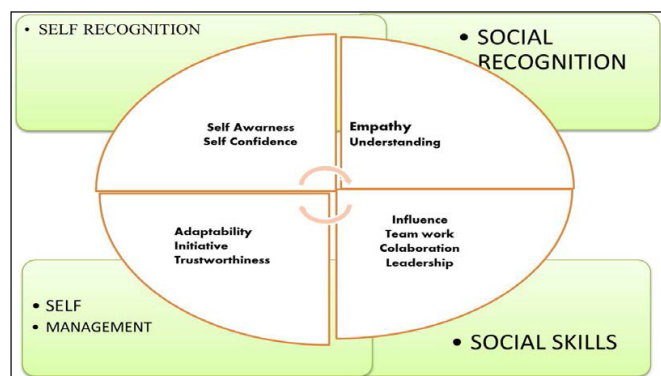 • SELF RECOGNITION
• SOCIAL
RECOGNITION
Self Awarness
Self Confidence
Empathy
Understanding
Adaptability
Initiative
Trustworthiness
Influence
Team work
Colaboration
Leadership
• SELF
• MANAGEMENT
• SOCIAL SKILLS